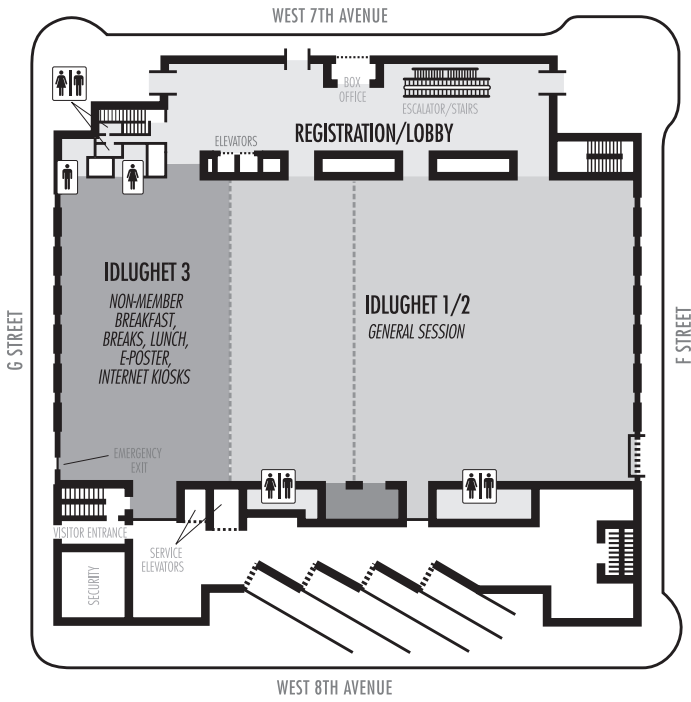 WEST 7TH AVENUE
BOX
OFFICE
ESCALATOR/STAIRS
ELEVATORS
REGISTRATION/LOBBY
IDLUGHET 3
NON-MEMBER
BREAKFAST,
BREAKS, LUNCH,
E-POSTER,
INTERNET KIOSKS
IDLUGHET 1/2
GENERAL SESSION
G STREET
F STREET
EMERGENCY
EXIT
VISITOR ENTRANCE
SERVICE
ELEVATORS
SECURITY
WEST 8TH AVENUE